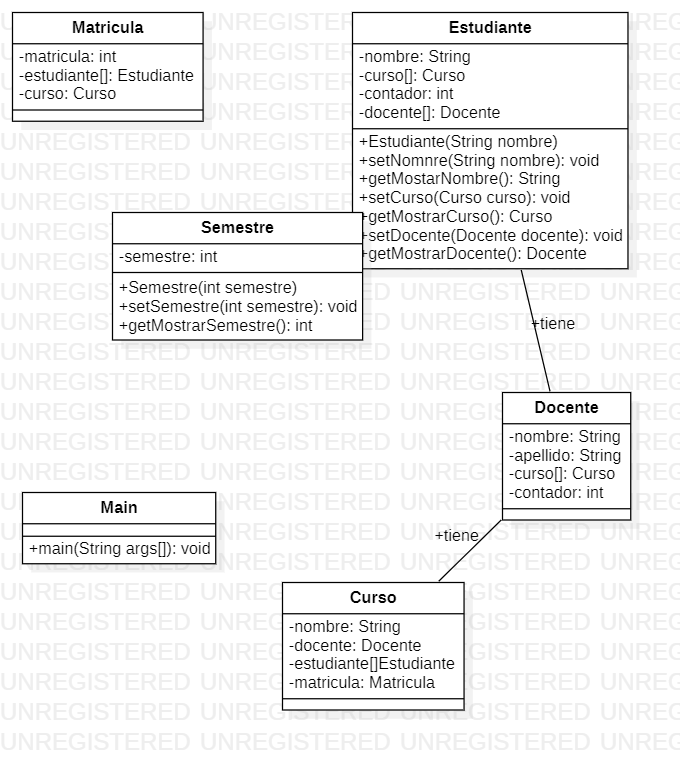 Matricula
-matricula: int
-estudiante[]: Estudiante
-curso: Curso
Estudiante
-nombre: String
-curso[]: Curso
-contador: int
-docente[]: Docente
+Estudiante(String nombre)
+setNomnre(String nombre): void
+getMostarNombre(): String
+setCurso(Curso curso): void
+getMostrarCurso(): Curso
+setDocente(Docente docente): void
+getMostrarDocente(): Docente
Semestre
-semestre: int
+Semestre(int semestre)
+setSemestre(int semestre): void
+getMostrarSemestre(): int
+tiene
Docente
-nombre: String
-apellido: String
-curso[]: Curso
-contador: int
Main
+main(String args[]): void
+tiene
Curso
-nombre: String
-docente: Docente
-estudiante[]Estudiante
-matricula: Matricula
UNREGISTERED